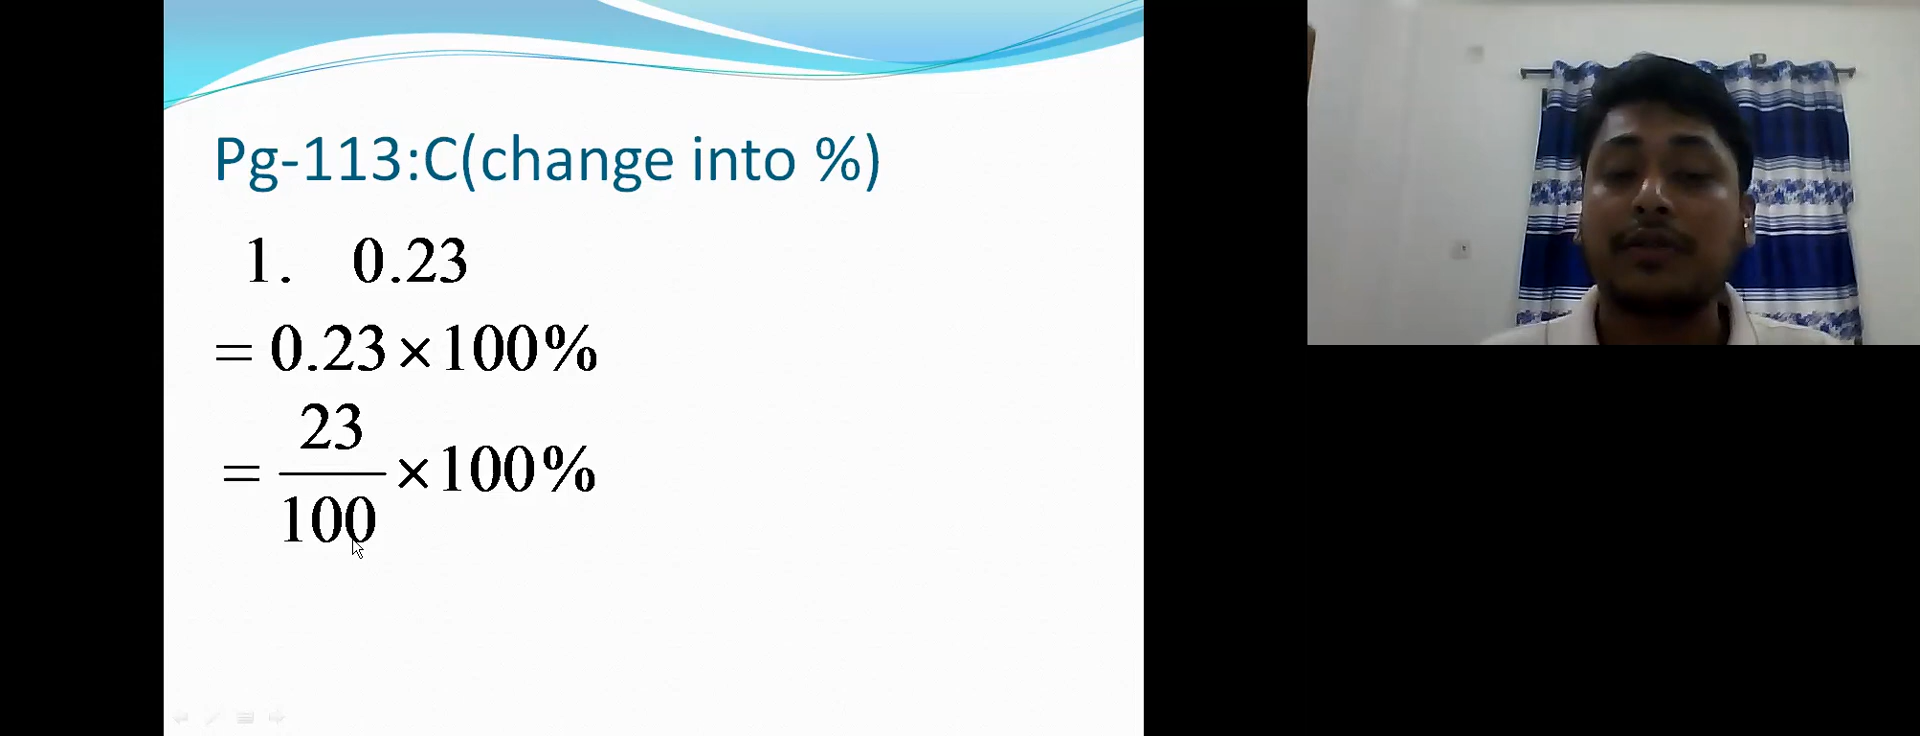 Pg-113:C(change into %)
1. 0.23
= 0.23×100%
= 23/100 ×100%